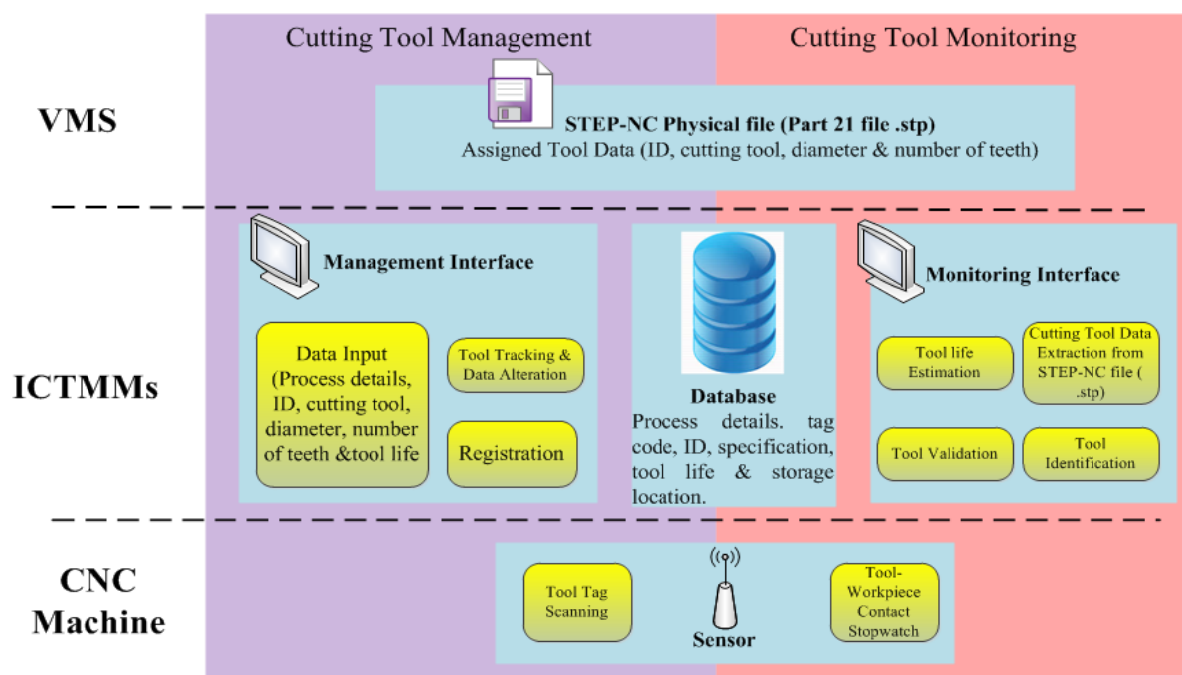 Cutting Tool Management
Cutting Tool Monitoring
VMS
STEP-NC Physical file (Part 21 file .stp)
Assigned Tool Data (ID, cutting tool, diameter & number of teeth)
ICTMMs
Management Interface
Data Input
(Process details,
ID, cutting tool,
diameter, number
of teeth &tool life
Tool Tracking &
Data Alteration
Registration
Database
Process details. tag
code, ID, specification,
tool life & storage
location.
Monitoring Interface
Tool life
Estimation
Cutting Tool Data
Extraction from
STEP-NC file (
.stp)
Tool Validation
Tool
Identification
CNC
Machine
Tool Tag
Scanning
Sensor
Tool-
Workpiece
Contact
Stopwatch